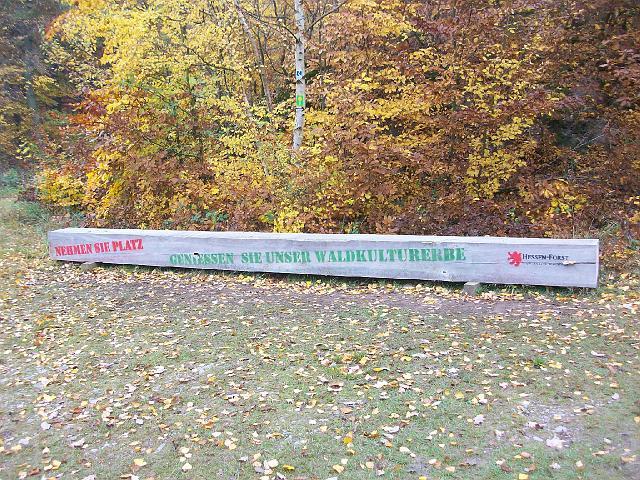 NEHMEN SIE PLATZ
GENIESSEN SIE UNSER WALDKULTURERBE
HESSEN-FORST